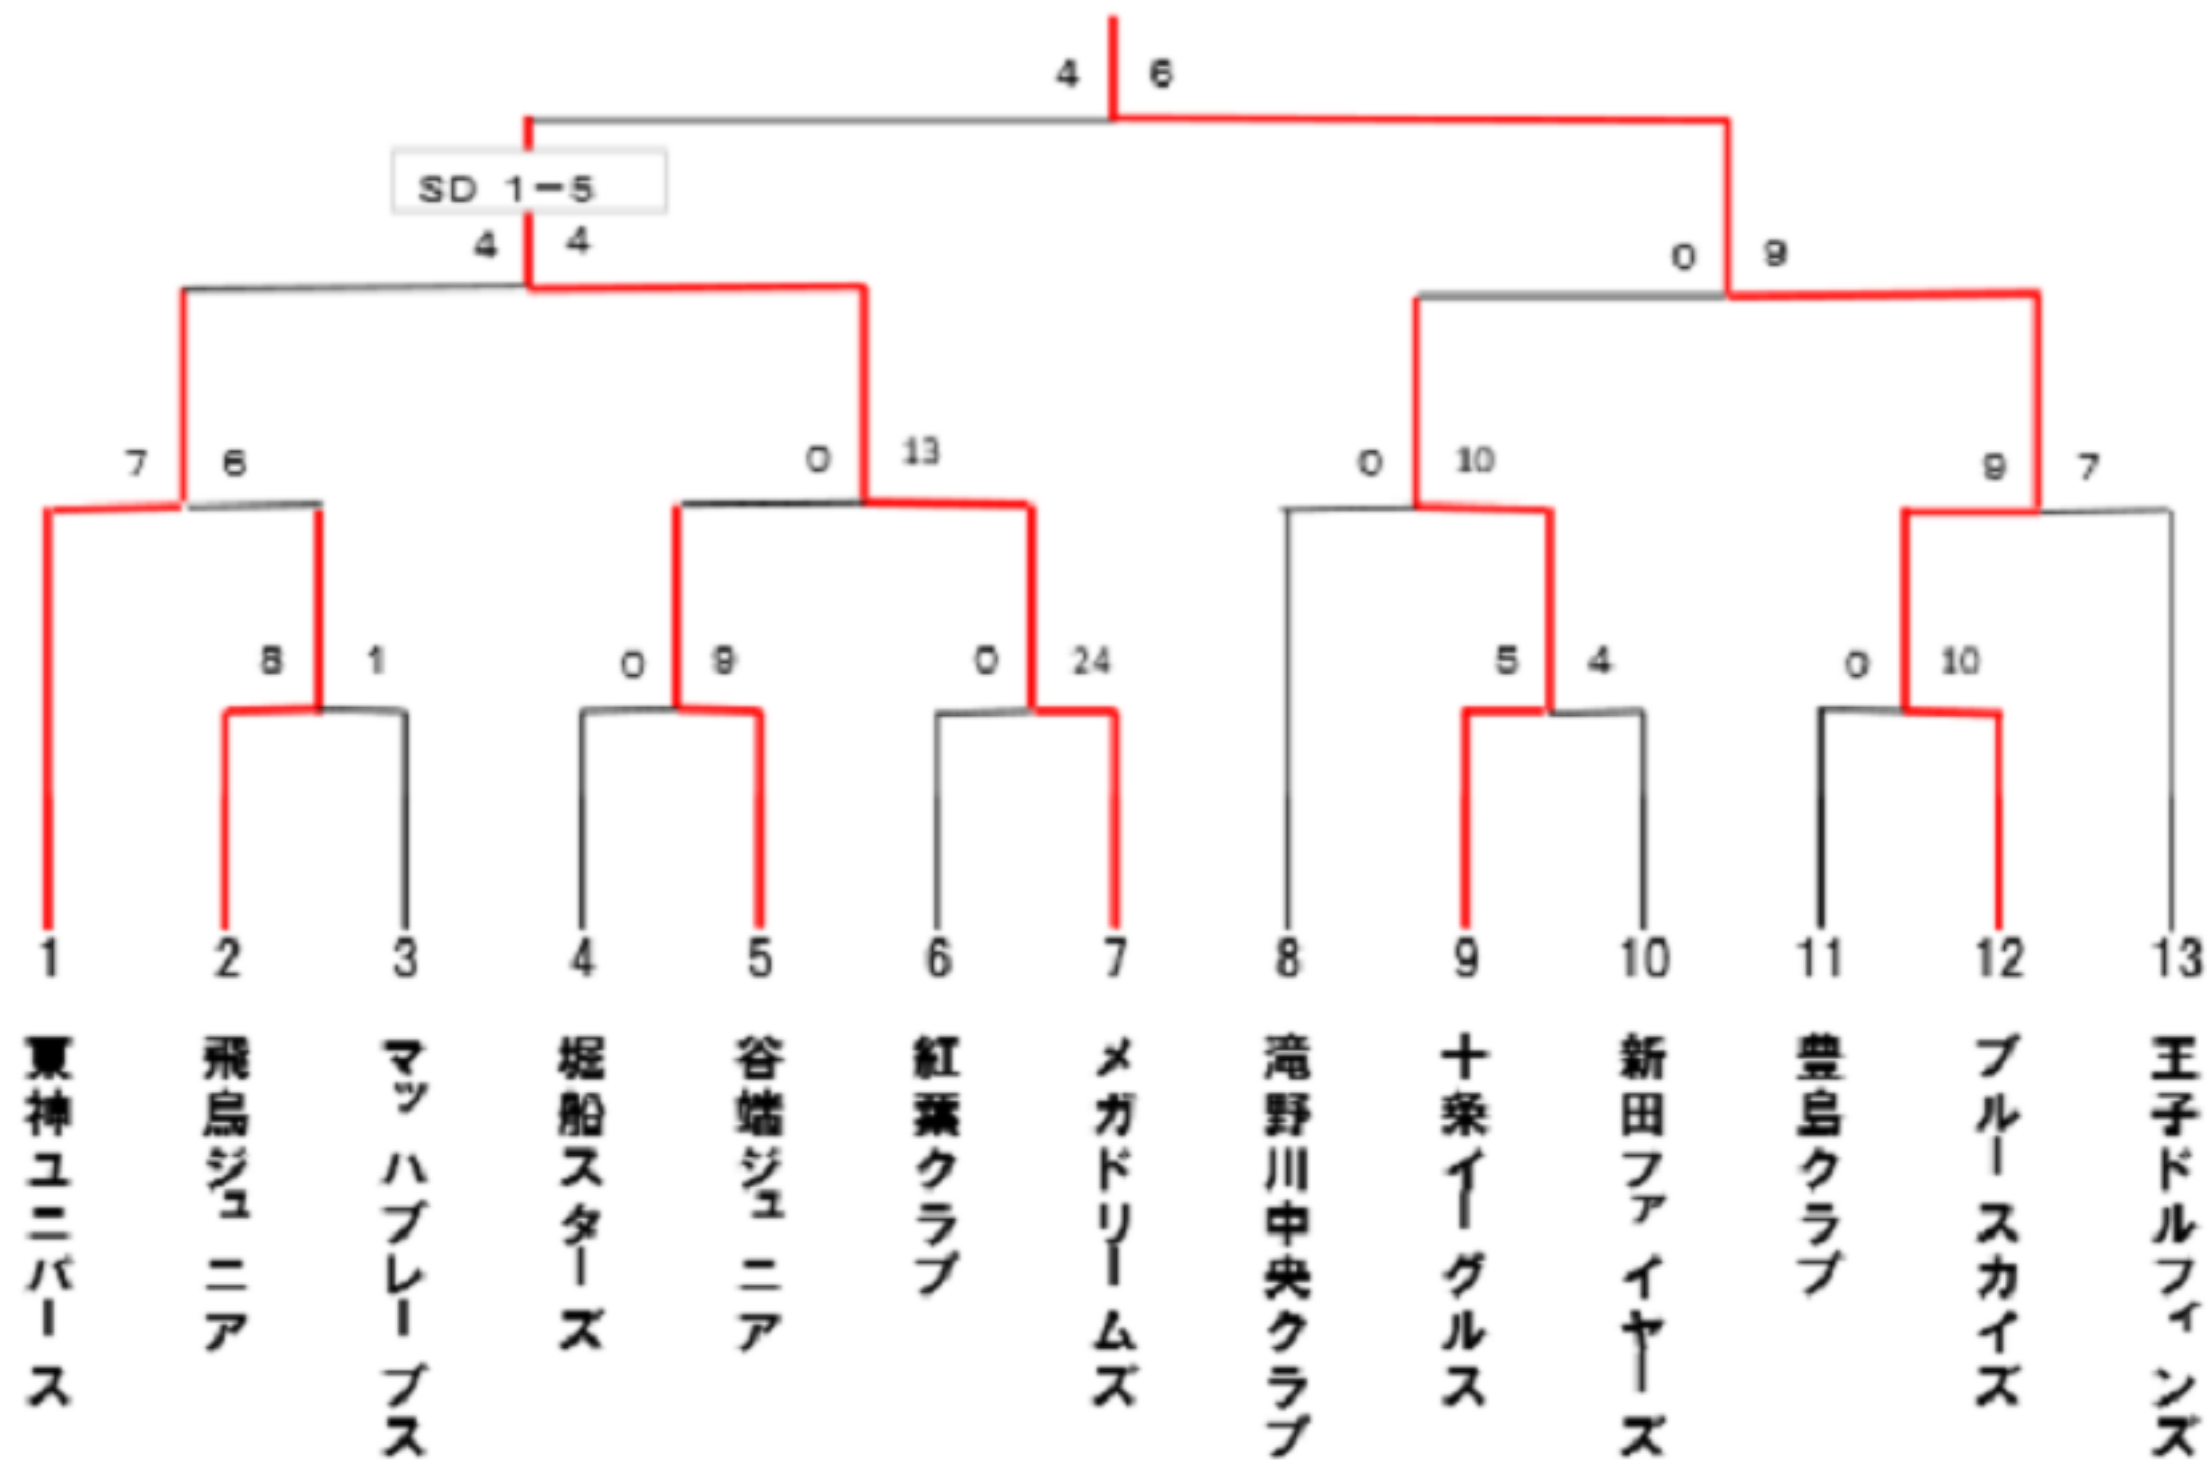 4 6
SD 1-5
4 4
0 9
7 6
0 13
0 10
9 7
8 1
0 9
0 24
5 4
0 10
1 2 3 4 5 6 7 8 9 10 11 12 13
東神ユニバース
飛鳥ジュニア
マッハブレーブス
堀船スターズ
谷端ジュニア
紅葉クラブ
メガドリームズ
滝野川中央クラブ
十条イーグルス
新田ファイヤーズ
豊島クラブ
ブルースカイズ
王子ドルフィンズ